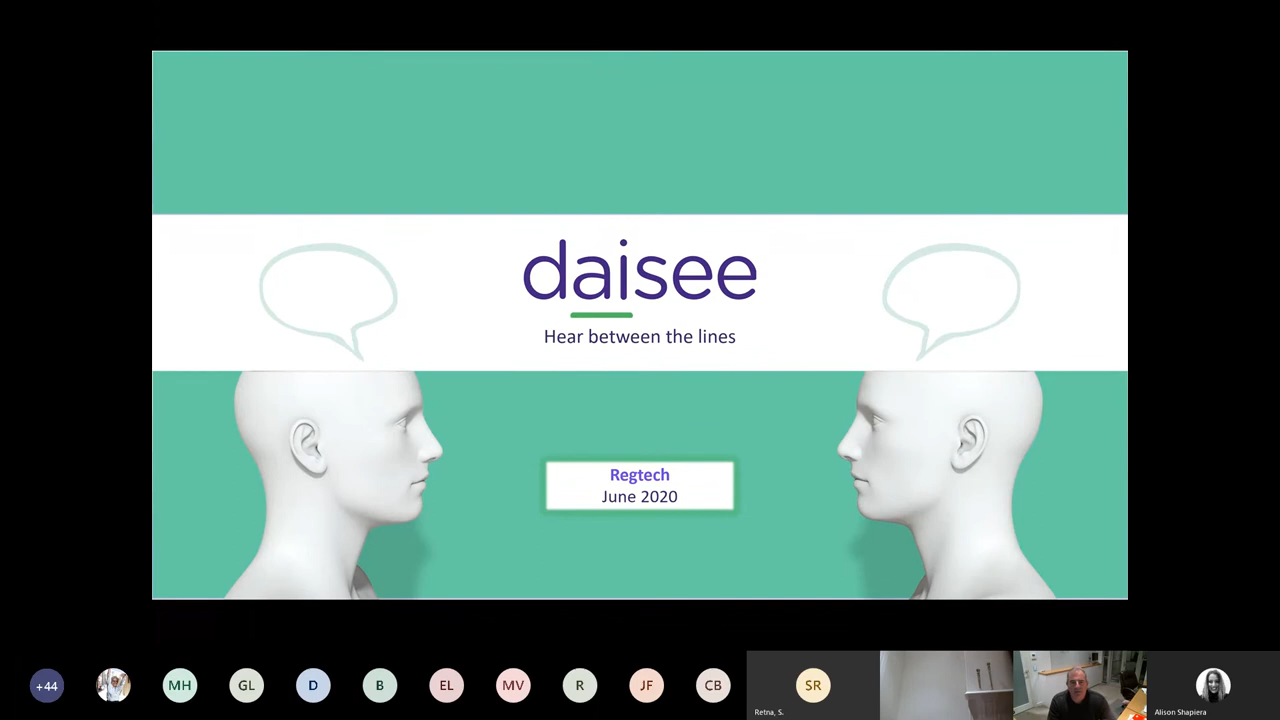 daisee
Hear between the lines
Regtech
June 2020
+44
MH
GL
D
B
EL
MV
R
JF
CB
SR
Retna, S.
Alison Shapiera